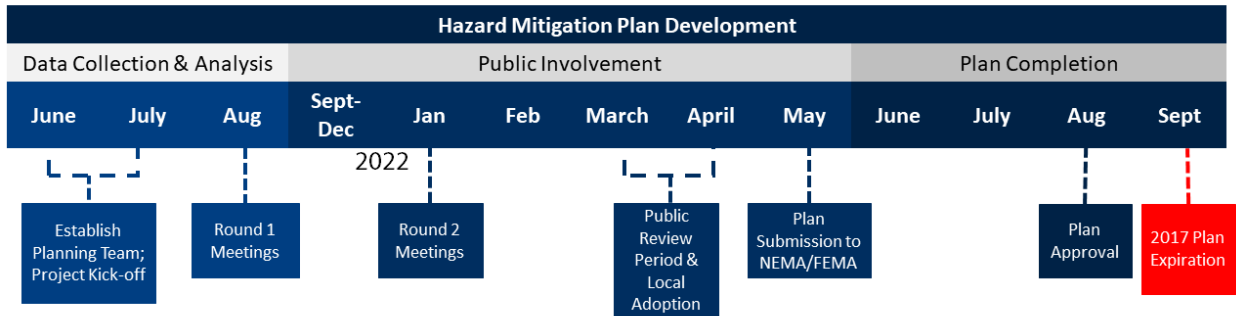 Hazard Mitigation Plan Development
Data Collection & Analysis
Public Involvement
Plan Completion
June
July
Aug
Sept-
Dec
Jan
Feb
March
April
May
June
July
Aug
Sept
2022
Establish
Planning Team;
Project Kick-off
Round 1
Meetings
Round 2
Meetings
Public
Review
Period &
Local
Adoption
Plan
Submission to
NEMA/FEMA
Plan
Approval
2017 Plan
Expiration